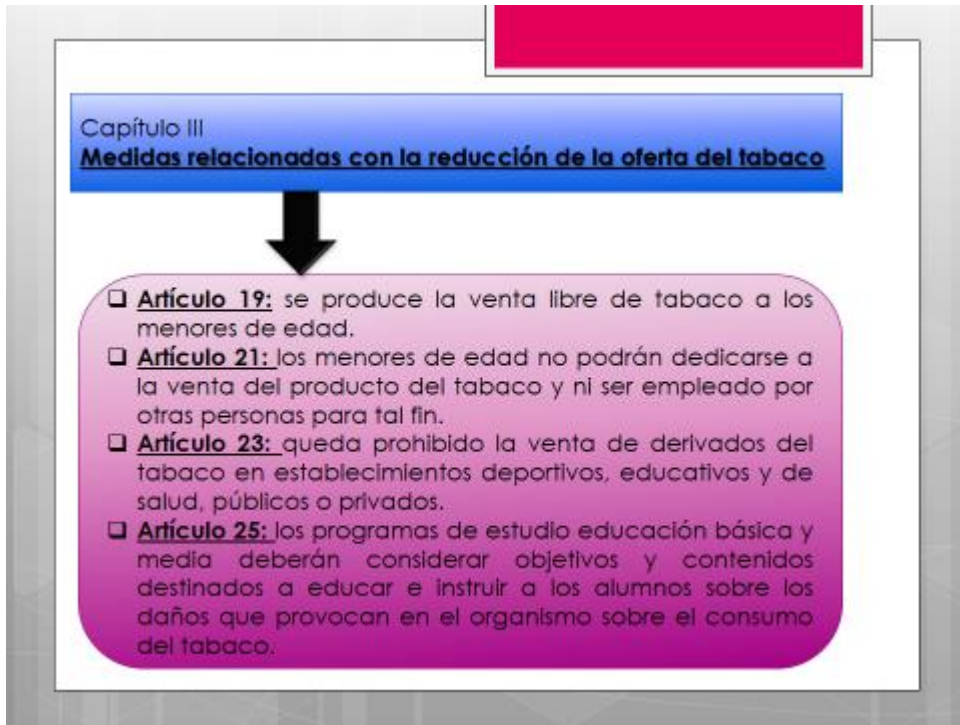 Capítulo III
Medidas relacionadas con la reducción de la oferta del tabaco
❑ Artículo 19: se produce la venta libre de tabaco a los
menores de edad.
❑ Artículo 21: los menores de edad no podrán dedicarse a
la venta del producto del tabaco y ni ser empleado por
otras personas para tal fin.
❑ Artículo 23: queda prohibido la venta de derivados del
tabaco en establecimientos deportivos, educativos y de
salud, públicos o privados.
❑ Artículo 25: los programas de estudio educación básica y
media deberán considerar objetivos y contenidos
destinados a educar e instruir a los alumnos sobre los
daños que provocan en el organismo sobre el consumo
del tabaco.